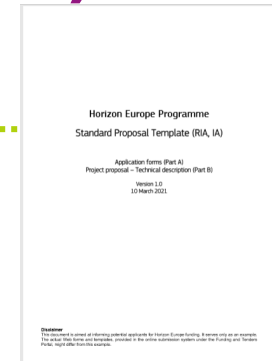 Horizon Europe Programme
Standard Proposal Template (RIA, IA)
Application forms (Part A)
Project proposal – Technical description (Part B)
Version 1.0
10 March 2021
Disclaimer
This document is aimed at informing potential applicants for Horizon Europe funding. It serves only as an example.
The actual Web forms and templates, provided in the online submission system under the Funding and Tenders
Portal, might differ from this example.